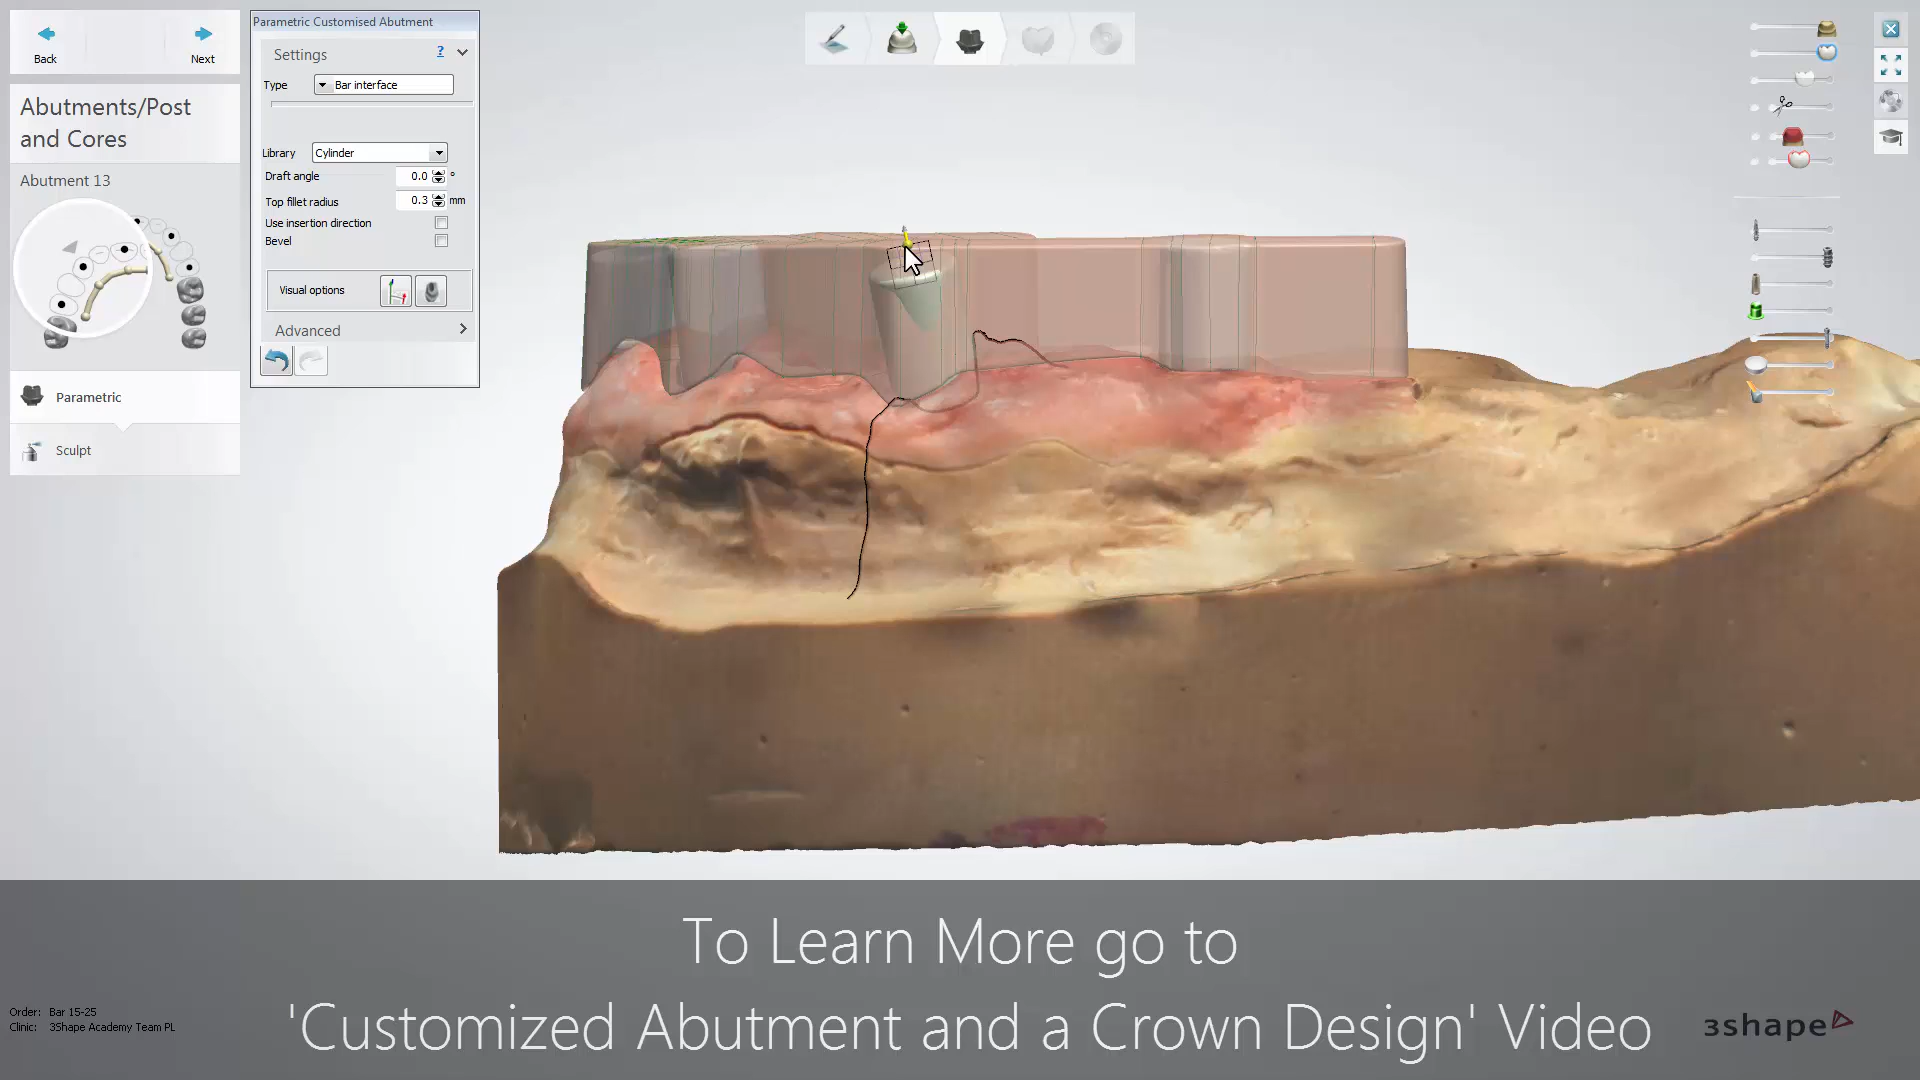 Back
Next
Abutments/Post
and Cores
Abutment 13
Parametric
Sculpt
Parametric Customised Abutment
Settings
?
Type
Bar interface
Library
Cylinder
Draft angle
0.0
°
Top fillet radius
0.3
mm
Use insertion direction
Bevel
Visual options
Advanced
To Learn More go to
'Customized Abutment and a Crown Design' Video
Order: Bar 15-25
Clinic: 3Shape Academy Team PL
3shape